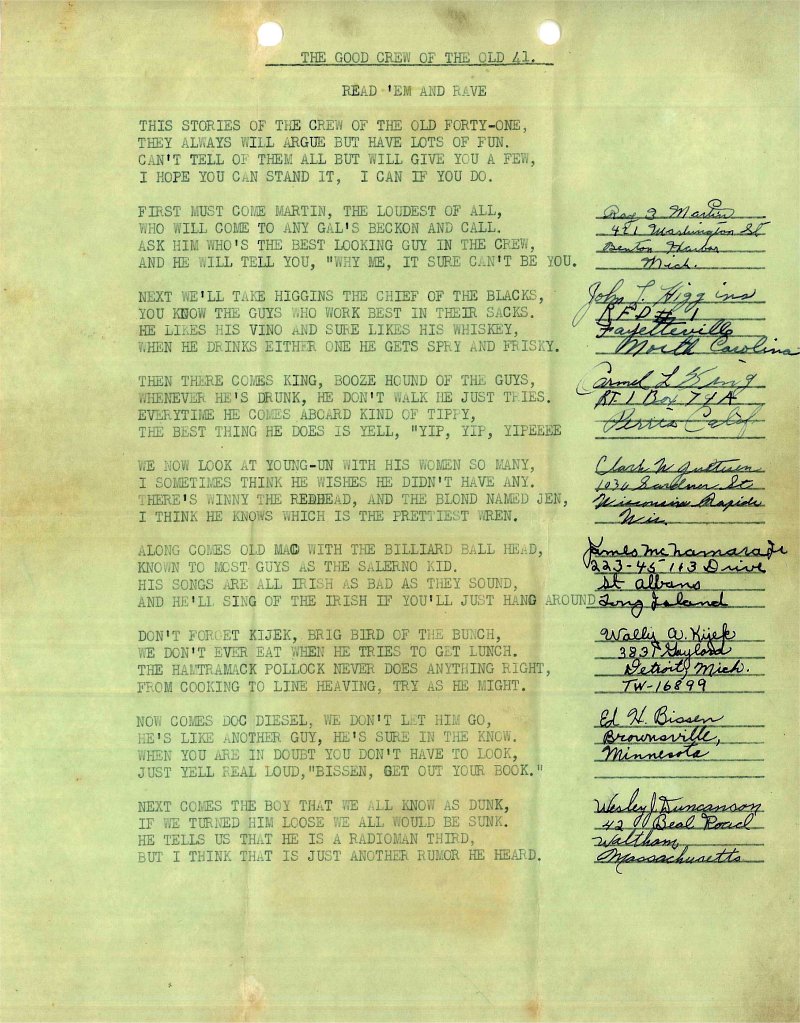 THE GOOD CREW OF THE OLD 41.
READ 'EM AND RAVE
THIS STORIES OF THE CREW OF THE OLD FORTY-ONE,
THEY ALWAYS WILL ARGUE BUT HAVE LOTS OF FUN.
CAN'T TELL OF THEM ALL BUT WILL GIVE YOU A FEW,
I HOPE YOU CAN STAND IT, I CAN IF YOU DO.
FIRST MUST COME MARTIN, THE LOUDEST OF ALL,
WHO WILL COME TO ANY GAL'S BECKON AND CALL.
ASK HIM WHO'S THE BEST LOOKING GUY IN THE CREW,
AND HE WILL TELL YOU, "WHY ME, IT SURE CAN'T BE YOU.
Martin
421 St
Benton Harbor
Mich.
NEXT WE'LL TAKE HIGGINS THE CHIEF OF THE BLACKS,
YOU KNOW THE GUYS WHO WORK BEST IN THEIR SACKS.
HE LIKES HIS VINO AND SURE LIKES HIS WHISKEY,
WHEN HE DRINKS EITHER ONE HE GETS SPRY AND FRISKY.
John L. Higgins
RFD # 1
Fayetteville
North Carolina
THEN THERE COMES KING, BOOZE HOUND OF THE GUYS,
WHENEVER HE'S DRUNK, HE DON'T WALK HE JUST TRIES.
EVERYTIME HE COMES ABOARD KIND OF TIPPY,
THE BEST THING HE DOES IS YELL, "YIP, YIP, YIPEEEE
Carmel L King
RT. 1 Box 74A
Perris Calif
WE NOW LOOK AT YOUNG-UN WITH HIS WOMEN SO MANY,
I SOMETIMES THINK HE WISHES HE DIDN'T HAVE ANY.
THERE'S WINNY THE REDHEAD, AND THE BLOND NAMED JEN,
I THINK HE KNOWS WHICH IS THE PRETTIEST WREN.
Clark W
1036 Gardner St
Wisconsin Rapids
Wis.
ALONG COMES OLD MAC WITH THE BILLIARD BALL HEAD,
KNOWN TO MOST GUYS AS THE SALERNO KID.
HIS SONGS ARE ALL IRISH AS BAD AS THEY SOUND,
AND HE'LL SING OF THE IRISH IF YOU'LL JUST HANG AROUND
James McNamara Jr
223-45 113 Drive
St Albans
Long Island
DON'T FORGET KIJEK, BRIG BIRD OF THE BUNCH,
WE DON'T EVER EAT WHEN HE TRIES TO GET LUNCH.
THE HAMTRAMACK POLLOCK NEVER DOES ANYTHING RIGHT,
FROM COOKING TO LINE HEAVING, TRY AS HE MIGHT.
Wally A. Kijek
3837 Gaylord
Detroit, Mich.
TW-16899
NOW COMES DOC DIESEL, WE DON'T LET HIM GO,
HE'S LIKE ANOTHER GUY, HE'S SURE IN THE KNOW.
WHEN YOU ARE IN DOUBT YOU DON'T HAVE TO LOOK,
JUST YELL REAL LOUD,"BISSEN, GET OUT YOUR BOOK."
Ed H. Bissen
Brownsville,
Minnesota
NEXT COMES THE BOY THAT WE ALL KNOW AS DUNK,
IF WE TURNED HIM LOOSE WE ALL WOULD BE SUNK.
HE TELLS US THAT HE IS A RADIOMAN THIRD,
BUT I THINK THAT IS JUST ANOTHER RUMOR HE HEARD.
Wesley J Duncanson
42 Beal Road
Waltham,
Massachusetts